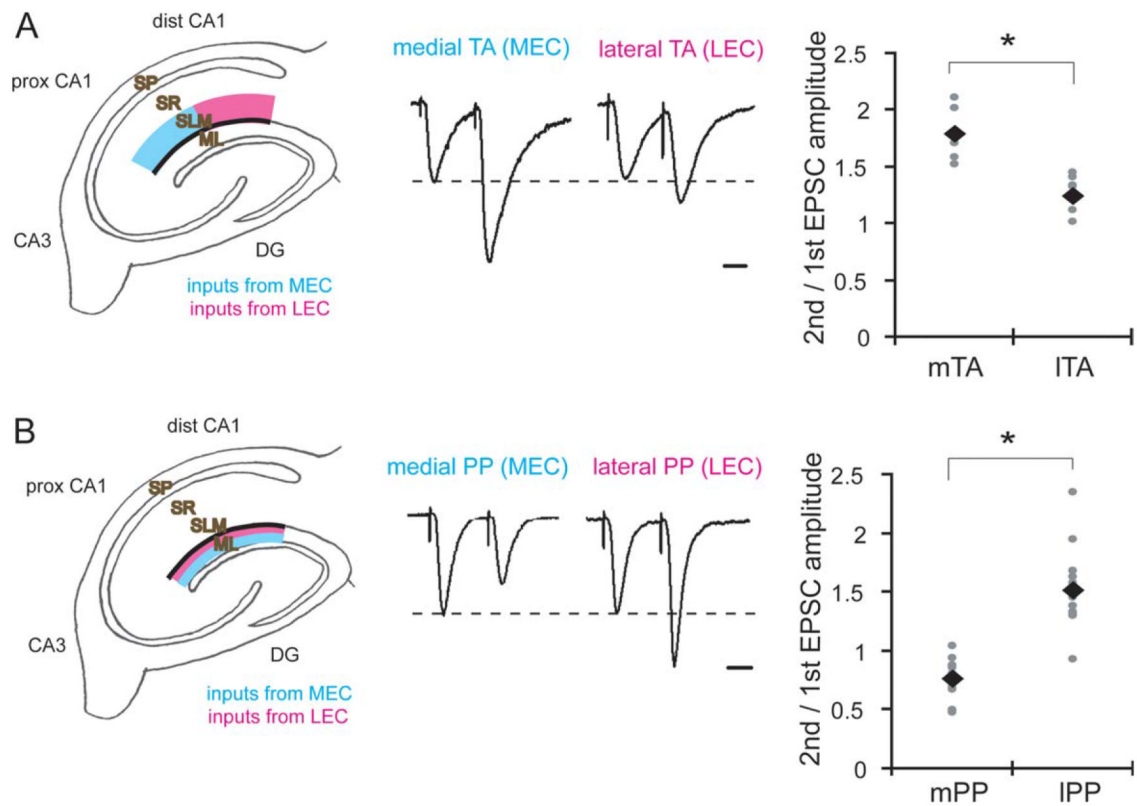 A
dist CA1
prox CA1
SP
SR
SLM
ML
CA3
DG
inputs from MEC
inputs from LEC
medial TA (MEC)
lateral TA (LEC)
2nd / 1st EPSC amplitude
2.5
2
1.5
1
0.5
0
*
mTA
lTA
B
dist CA1
prox CA1
SP
SR
SLM
ML
CA3
DG
inputs from MEC
inputs from LEC
medial PP (MEC)
lateral PP (LEC)
2nd / 1st EPSC amplitude
2.5
2
1.5
1
0.5
0
*
mPP
lPP